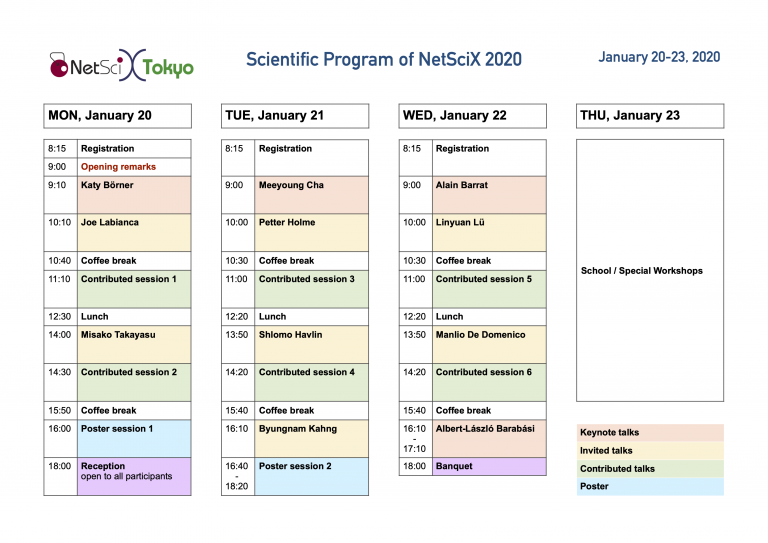 NetSci X Tokyo
Scientific Program of NetSciX 2020
January 20-23, 2020
MON, January 20
8:15 Registration
9:00 Opening remarks
9:10 Katy Börner
10:10 Joe Labianca
10:40 Coffee break
11:10 Contributed session 1
12:30 Lunch
14:00 Misako Takayasu
14:30 Contributed session 2
15:50 Coffee break
16:00 Poster session 1
18:00 Reception
open to all participants
TUE, January 21
8:15 Registration
9:00 Meeyoung Cha
10:00 Petter Holme
10:30 Coffee break
11:00 Contributed session 3
12:20 Lunch
13:50 Shlomo Havlin
14:20 Contributed session 4
15:40 Coffee break
16:10 Byungnam Kahng
16:40 Poster session 2
-
18:20
WED, January 22
8:15 Registration
9:00 Alain Barrat
10:00 Linyuan Lü
10:30 Coffee break
11:00 Contributed session 5
12:20 Lunch
13:50 Manlio De Domenico
14:20 Contributed session 6
15:40 Coffee break
16:10 Albert-László Barabási
-
17:10
18:00 Banquet
THU, January 23
School / Special Workshops
Keynote talks
Invited talks
Contributed talks
Poster